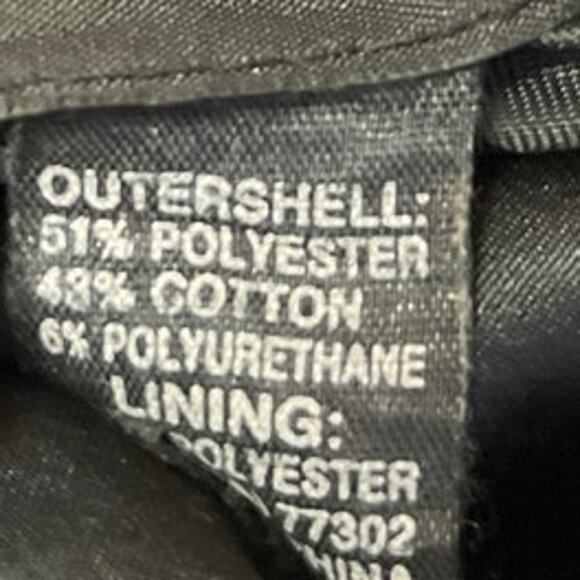 OUTERSHELL:
51% POLYESTER
43% COTTON
6% POLYURETHANE
LINING:
POLYESTER
77302